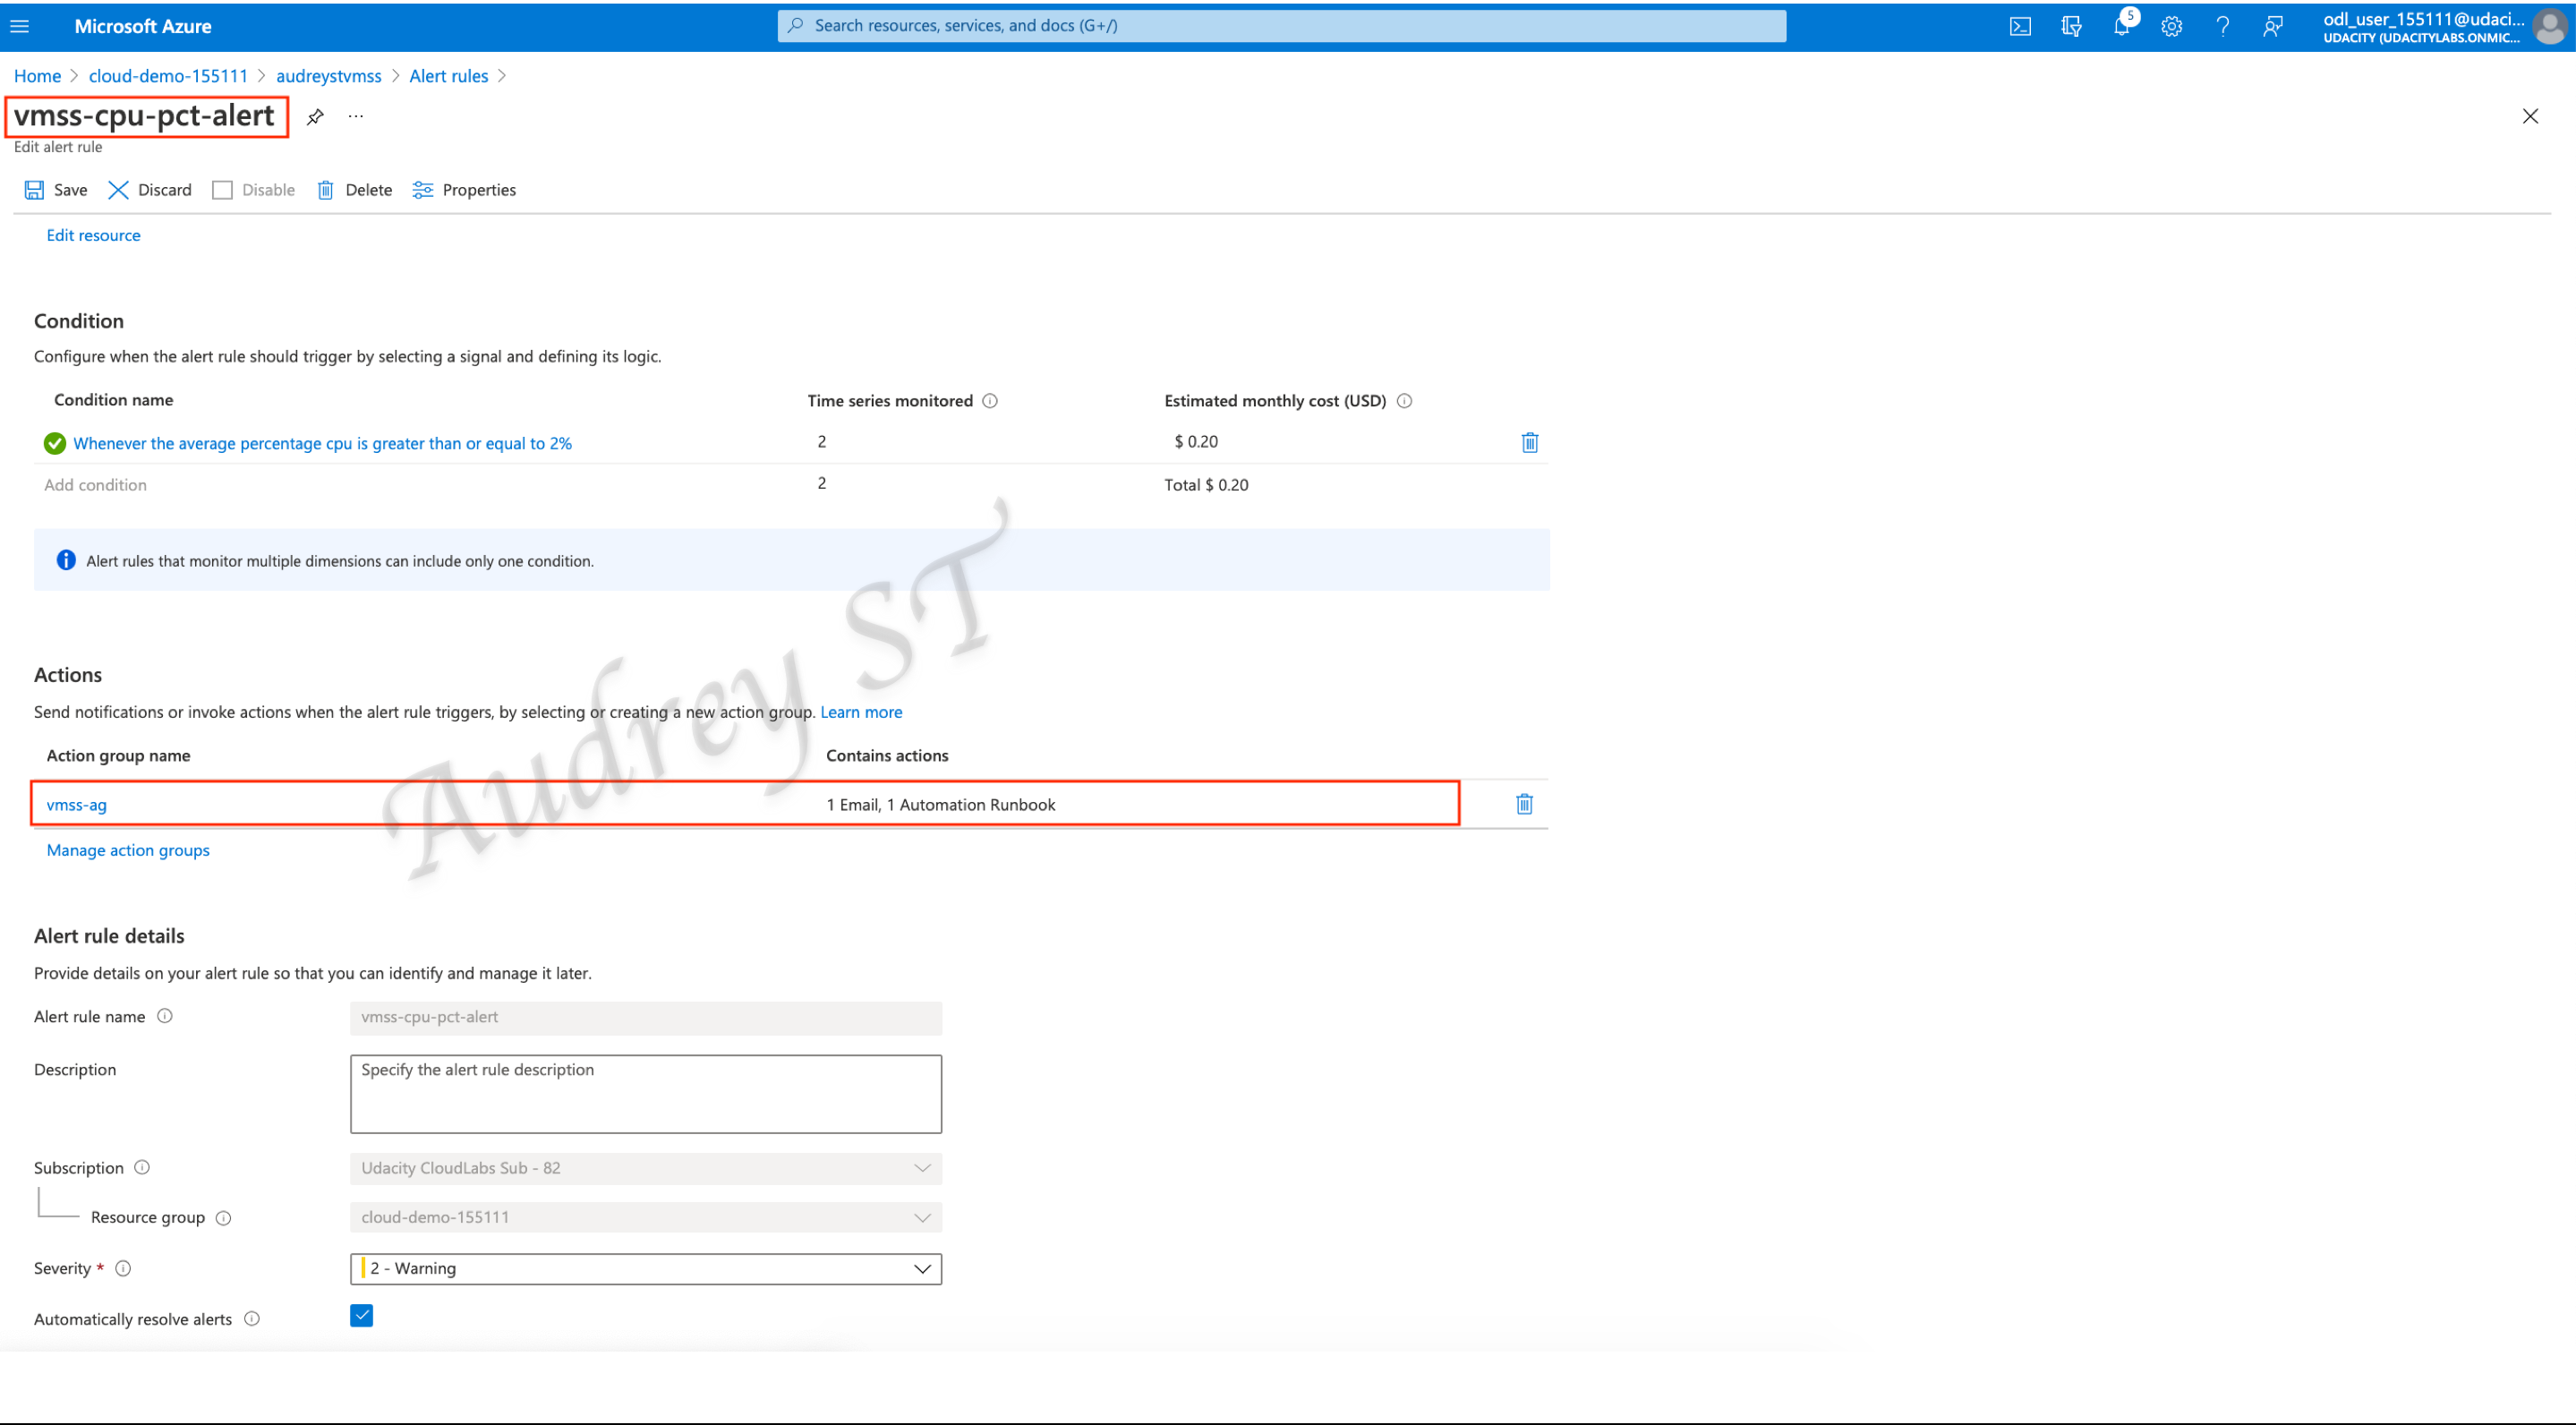 Microsoft Azure
Search resources, services, and docs (G+/)
5
odl_user_155111@udaci...
UDACITY (UDACITYLABS.ONMIC...
Home > cloud-demo-155111 > audreystvmss > Alert rules >
vmss-cpu-pct-alert ...
Edit alert rule
Save Discard Disable Delete Properties
Edit resource
Condition
Configure when the alert rule should trigger by selecting a signal and defining its logic.
Condition name Time series monitored Estimated monthly cost (USD)
Whenever the average percentage cpu is greater than or equal to 2% 2 $ 0.20
Add condition 2 Total $ 0.20
Alert rules that monitor multiple dimensions can include only one condition.
Audrey ST
Actions
Send notifications or invoke actions when the alert rule triggers, by selecting or creating a new action group. Learn more
Action group name Contains actions
vmss-ag 1 Email, 1 Automation Runbook
Manage action groups
Alert rule details
Provide details on your alert rule so that you can identify and manage it later.
Alert rule name vmss-cpu-pct-alert
Description Specify the alert rule description
Subscription Udacity CloudLabs Sub - 82
Resource group cloud-demo-155111
Severity * 2 - Warning
Automatically resolve alerts